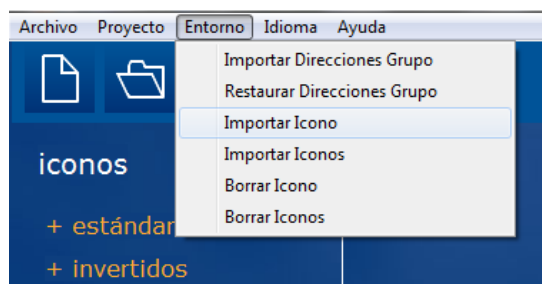 Archivo Proyecto Entorno Idioma Ayuda
Importar Direcciones Grupo
Restaurar Direcciones Grupo
Importar Icono
Importar Iconos
Borrar Icono
Borrar Iconos
iconos
+ estándar
+ invertidos